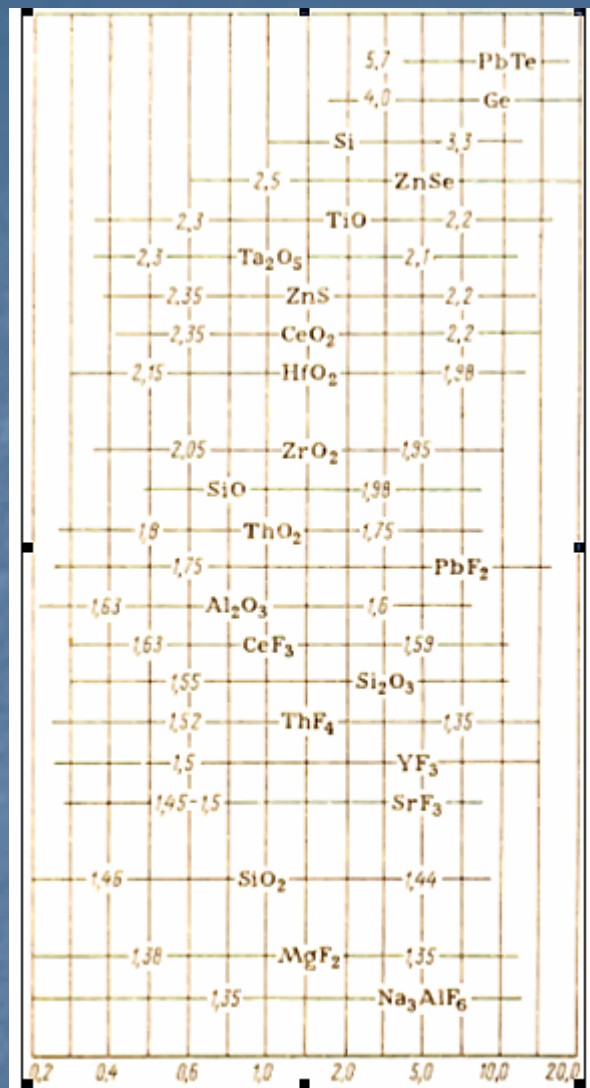 5,7 PbTe
4,0 Ge
Si 3,3
2,5 ZnSe
2,3 TiO 2,2
2,3 Ta₂O₅ 2,1
2,35 ZnS 2,2
2,35 CeO₂ 2,2
2,15 HfO₂ 1,98
2,05 ZrO₂ 1,95
SiO 1,98
1,8 ThO₂ 1,75
1,75 PbF₂
1,63 Al₂O₃ 1,6
1,63 CeF₃ 1,59
1,55 Si₂O₃
1,52 ThF₄ 1,35
1,5 YF₃
1,45-1,5 SrF₃
1,46 SiO₂ 1,44
1,38 MgF₂ 1,35
1,35 Na₃AlF₆
0,2 0,4 0,6 1,0 2,0 5,0 10,0 20,0